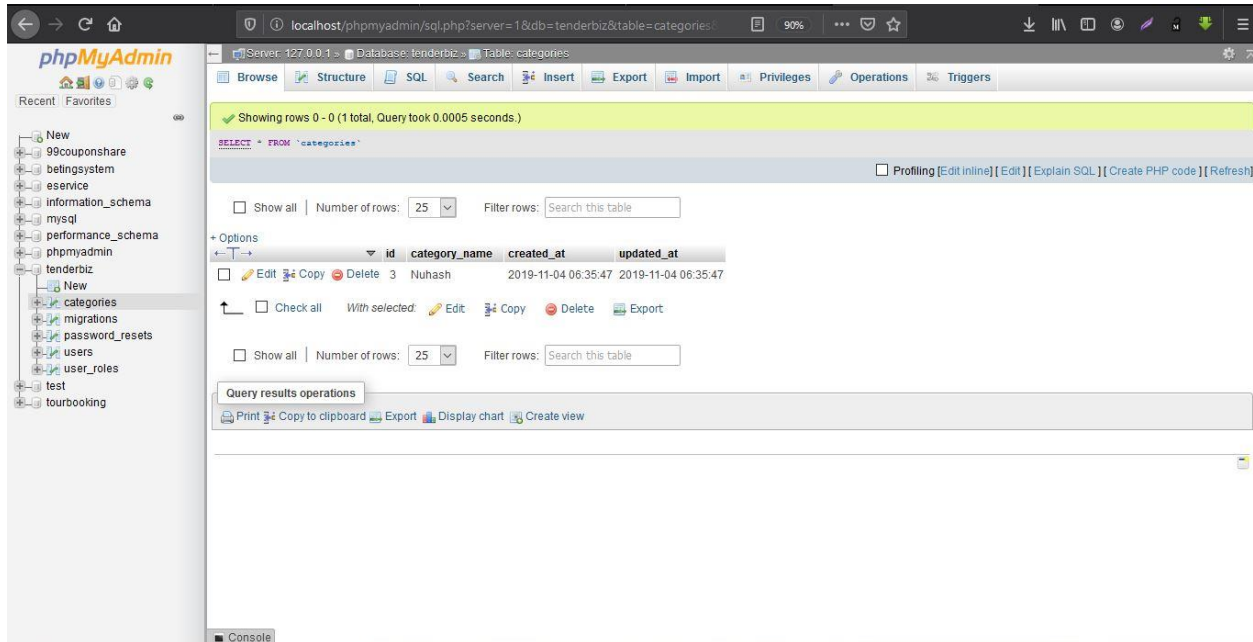 localhost/phpmyadmin/sql.php?server=1&db=tenderbiz&table=categories& 90%
phpMyAdmin
Recent Favorites
New
99couponshare
betingsystem
eservice
information_schema
mysql
performance_schema
phpmyadmin
tenderbiz
New
categories
migrations
password_resets
users
user_roles
test
tourbooking
Server: 127.0.0.1 » Database: tenderbiz » Table: categories
Browse Structure SQL Search Insert Export Import Privileges Operations Triggers
Showing rows 0 - 0 (1 total, Query took 0.0005 seconds.)
SELECT * FROM `categories`
Profiling [Edit inline] [ Edit ] [ Explain SQL ] [ Create PHP code ] [ Refresh]
Show all | Number of rows: 25 Filter rows: Search this table
+ Options
←T→ id category_name created_at updated_at
Edit Copy Delete 3 Nuhash 2019-11-04 06:35:47 2019-11-04 06:35:47
Check all With selected: Edit Copy Delete Export
Show all | Number of rows: 25 Filter rows: Search this table
Query results operations
Print Copy to clipboard Export Display chart Create view
Console